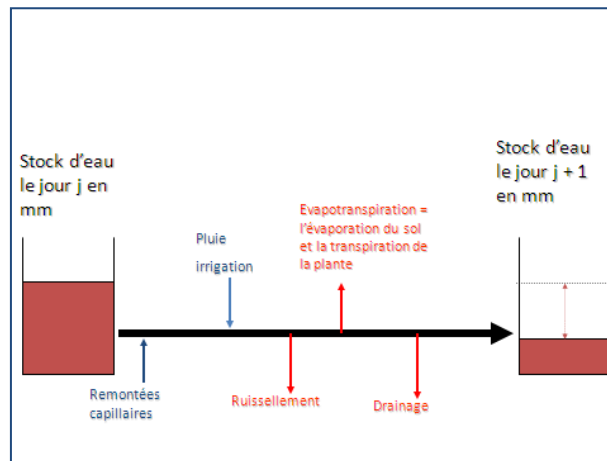 Stock d'eau
le jour j en
mm
Stock d'eau
le jour j + 1
en mm
Evapotranspiration =
l'évaporation du sol
et la transpiration de
la plante
Pluie
irrigation
Remontées
capillaires
Ruissellement
Drainage